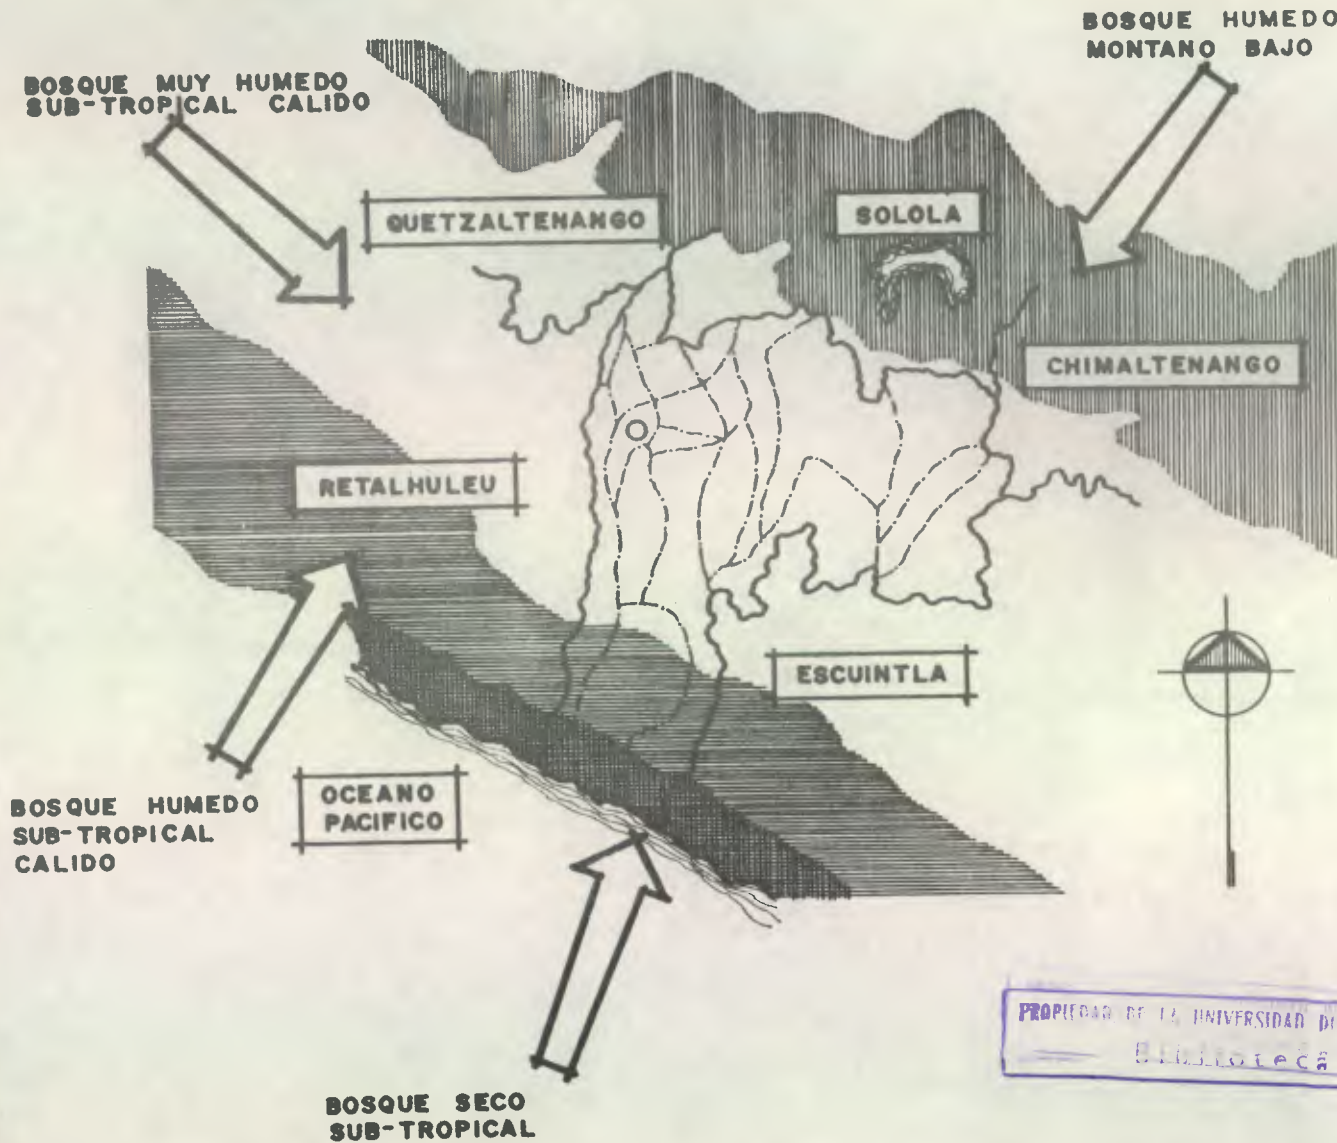 BOSQUE HUMEDO
MONTANO BAJO
BOSQUE MUY HUMEDO
SUB-TROPICAL CALIDO
QUETZALTENANGO
SOLOLA
CHIMALTENANGO
RETALHULEU
ESCUINTLA
OCEANO
PACIFICO
BOSQUE HUMEDO
SUB-TROPICAL
CALIDO
BOSQUE SECO
SUB-TROPICAL
PROPIEDAD DE LA UNIVERSIDAD
Biblioteca